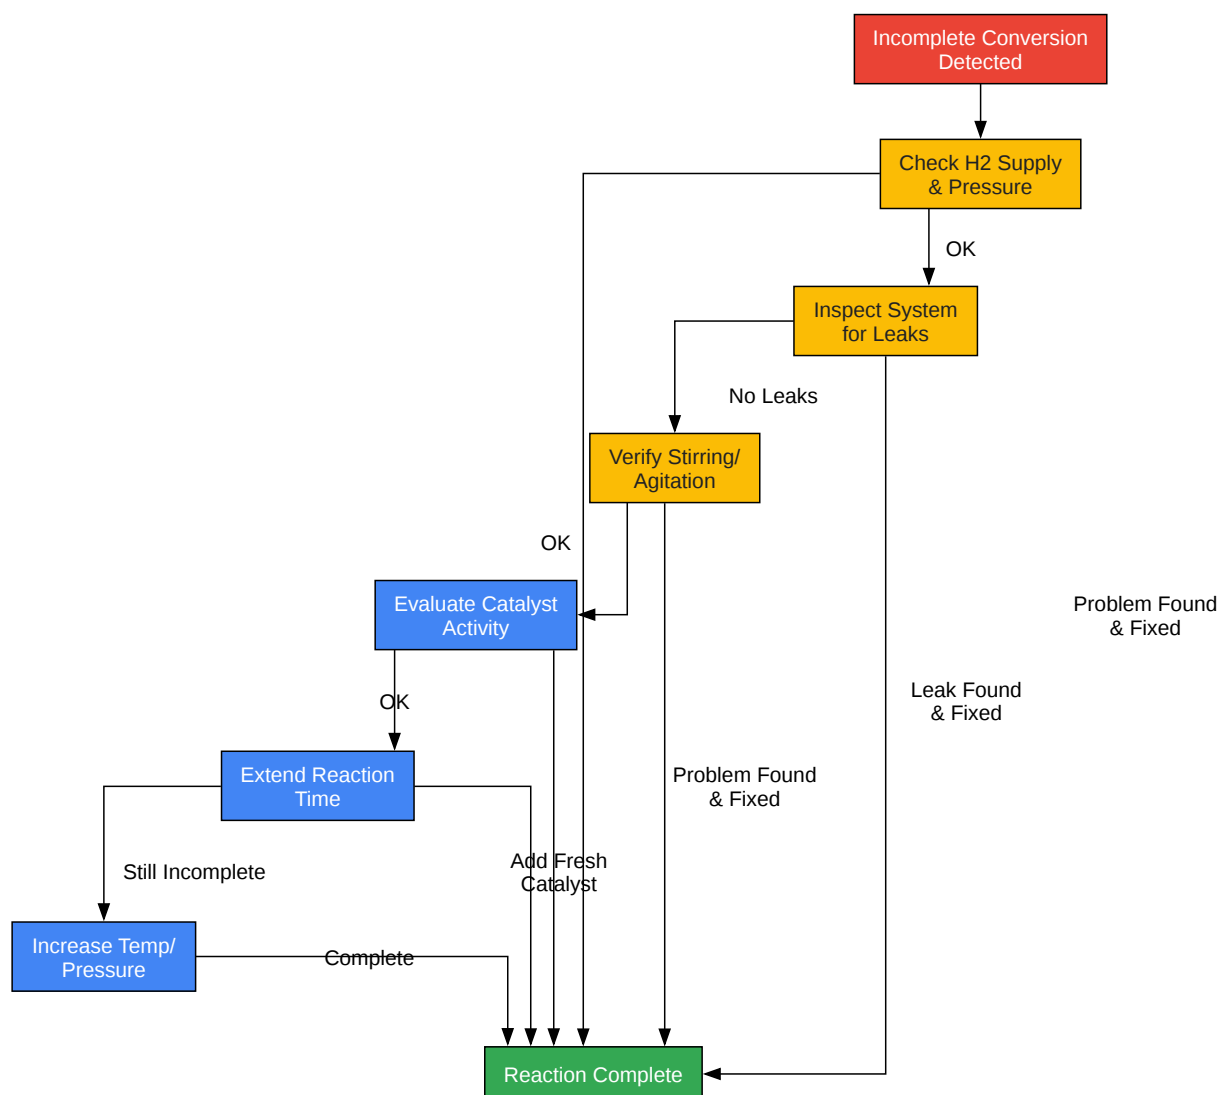 Incomplete Conversion
Detected
Check H2 Supply
& Pressure
OK
Inspect System
for Leaks
No Leaks
Verify Stirring/
Agitation
OK
Evaluate Catalyst
Activity
Problem Found
& Fixed
Leak Found
& Fixed
OK
Extend Reaction
Time
Problem Found
& Fixed
Still Incomplete
Add Fresh
Catalyst
Increase Temp/
Pressure
Complete
Reaction Complete